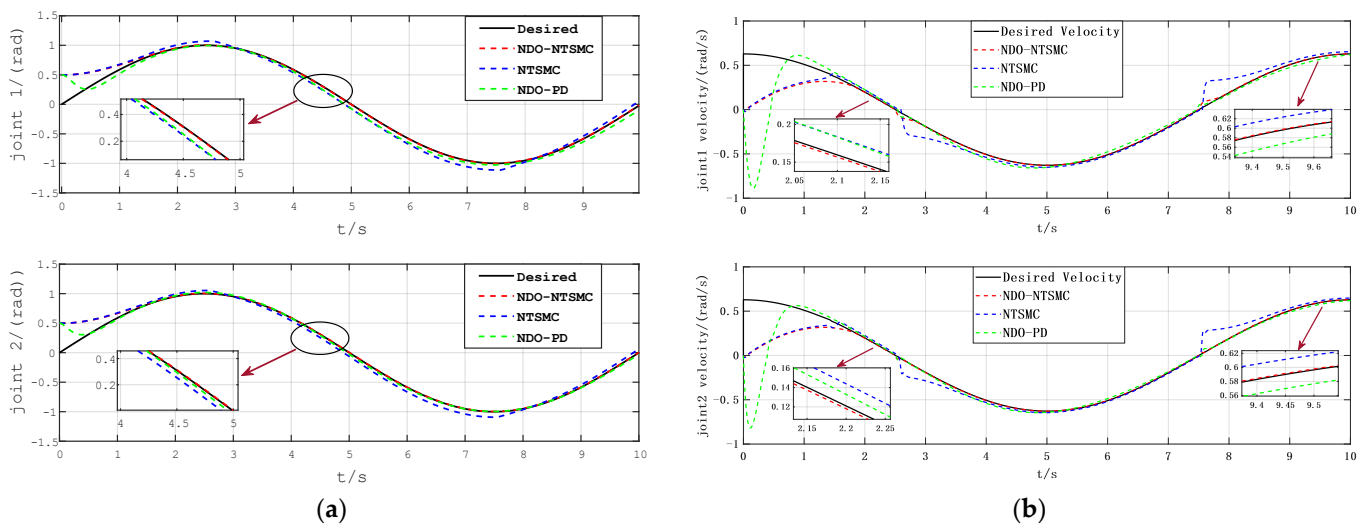 joint 1/(rad)
1.5
1
0.5
0
-0.5
-1
-1.5
Desired
NDO-NTSMC
NTSMC
NDO-PD
0.4
0.2
4
4.5
5
0 1 2 3 4 5 6 7 8 9 10
t/s
joint 2/(rad)
1.5
1
0.5
0
-0.5
-1
-1.5
Desired
NDO-NTSMC
NTSMC
NDO-PD
0.4
0.2
4
4.5
5
0 1 2 3 4 5 6 7 8 9 10
t/s
(a)
joint1 velocity/(rad/s)
1
0.5
0
-0.5
-1
Desired Velocity
NDO-NTSMC
NTSMC
NDO-PD
0.2
0.15
2.05 2.1 2.15
0.62
0.6
0.58
0.56
0.54
9.4 9.5 9.6
0 1 2 3 4 5 6 7 8 9 10
t/s
joint2 velocity/(rad/s)
1
0.5
0
-0.5
-1
Desired Velocity
NDO-NTSMC
NTSMC
NDO-PD
0.16
0.14
0.12
2.15 2.2 2.25
0.62
0.6
0.58
0.56
9.4 9.45 9.5
0 1 2 3 4 5 6 7 8 9 10
t/s
(b)